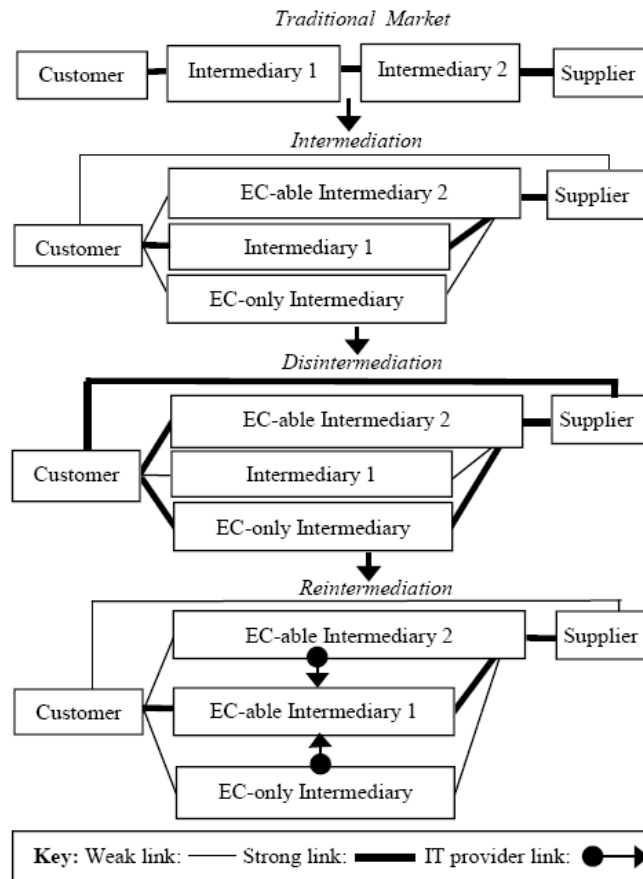 Traditional Market
Customer
Intermediary 1
Intermediary 2
Supplier
Intermediation
EC-able Intermediary 2
Supplier
Customer
Intermediary 1
EC-only Intermediary
Disintermediation
EC-able Intermediary 2
Supplier
Customer
Intermediary 1
EC-only Intermediary
Reintermediation
EC-able Intermediary 2
Supplier
Customer
EC-able Intermediary 1
EC-only Intermediary
Key: Weak link: Strong link: IT provider link: